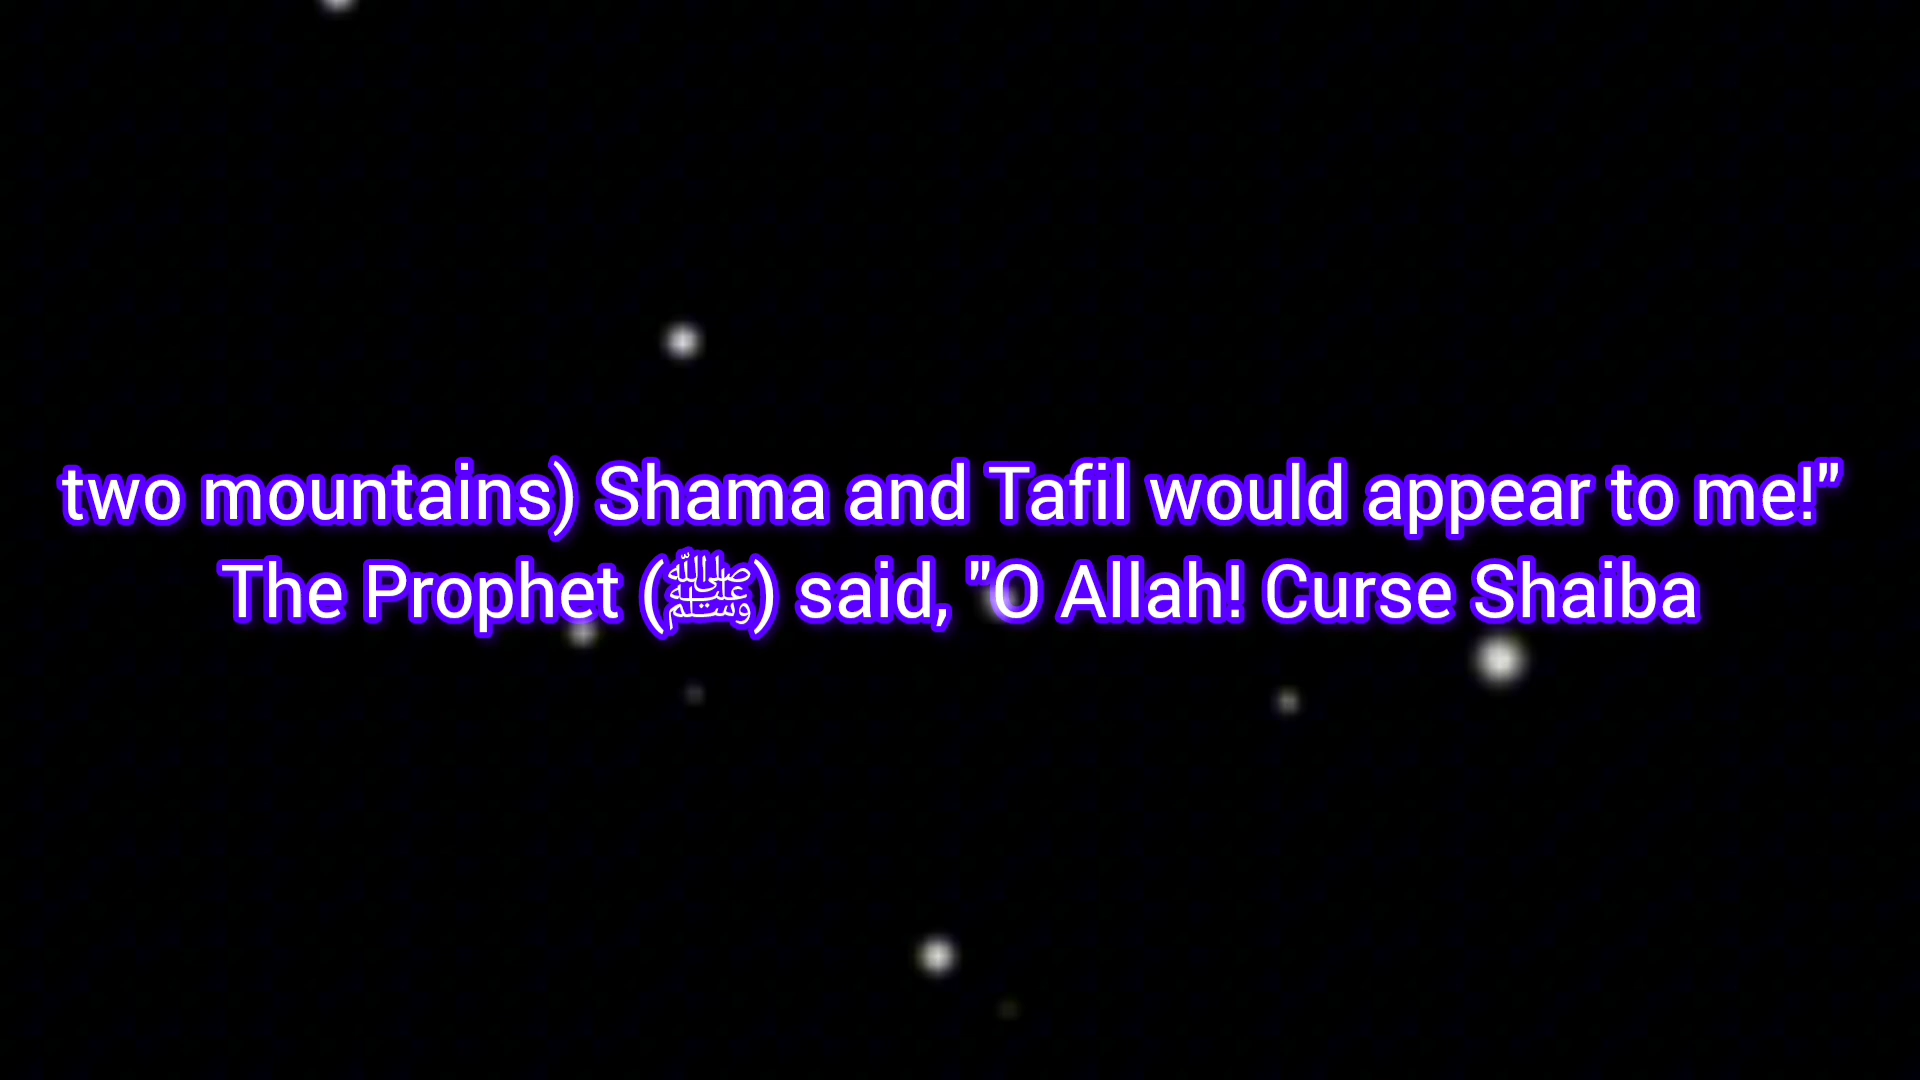 two mountains) Shama and Tafil would appear to me!"
The Prophet (ﷺ) said, "O Allah! Curse Shaiba